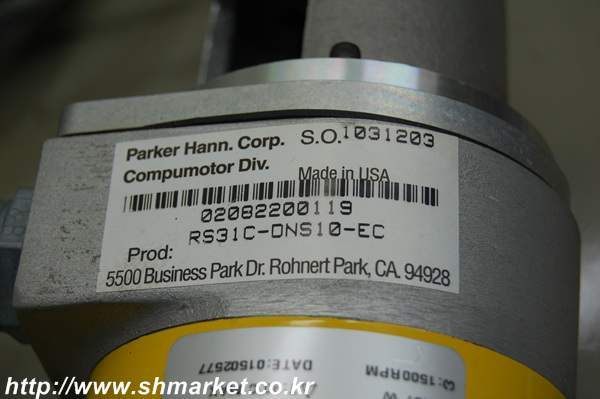 Parker Hann. Corp. S.O. 1031203
Compumotor Div. Made in USA
02082200119
Prod: RS31C-DNS10-EC
5500 Business Park Dr. Rohnert Park, CA. 94928
DATE:01502577
ω:1500RPM
W
http://www.shmarket.co.kr